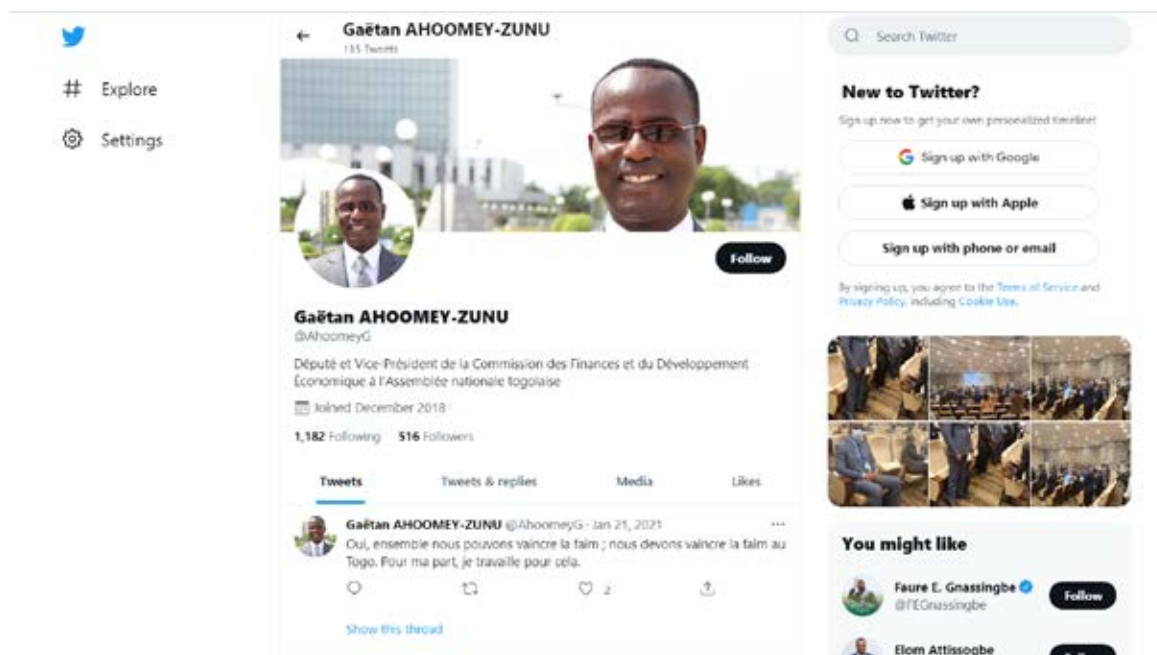 Explore
Settings
Gaëtan AHOOMEY-ZUNU
115 Tweets
Follow
Gaëtan AHOOMEY-ZUNU
@AhoomeyG
Député et Vice-Président de la Commission des Finances et du Développement
Économique à l'Assemblée nationale togolaise
Joined December 2018
1,182 Following 516 Followers
Tweets Tweets & replies Media Likes
Gaëtan AHOOMEY-ZUNU @AhoomeyG · Jan 21, 2021
Oui, ensemble nous pouvons vaincre la faim ; nous devons vaincre la faim au
Togo. Pour ma part, je travaille pour cela.
2
Show this thread
Search Twitter
New to Twitter?
Sign up now to get your own personalized timeline!
Sign up with Google
Sign up with Apple
Sign up with phone or email
By signing up, you agree to the Terms of Service and
Privacy Policy, including Cookie Use.
You might like
Faure E. Gnassingbe
@FEGnassingbe
Follow
Elom Attissogbe